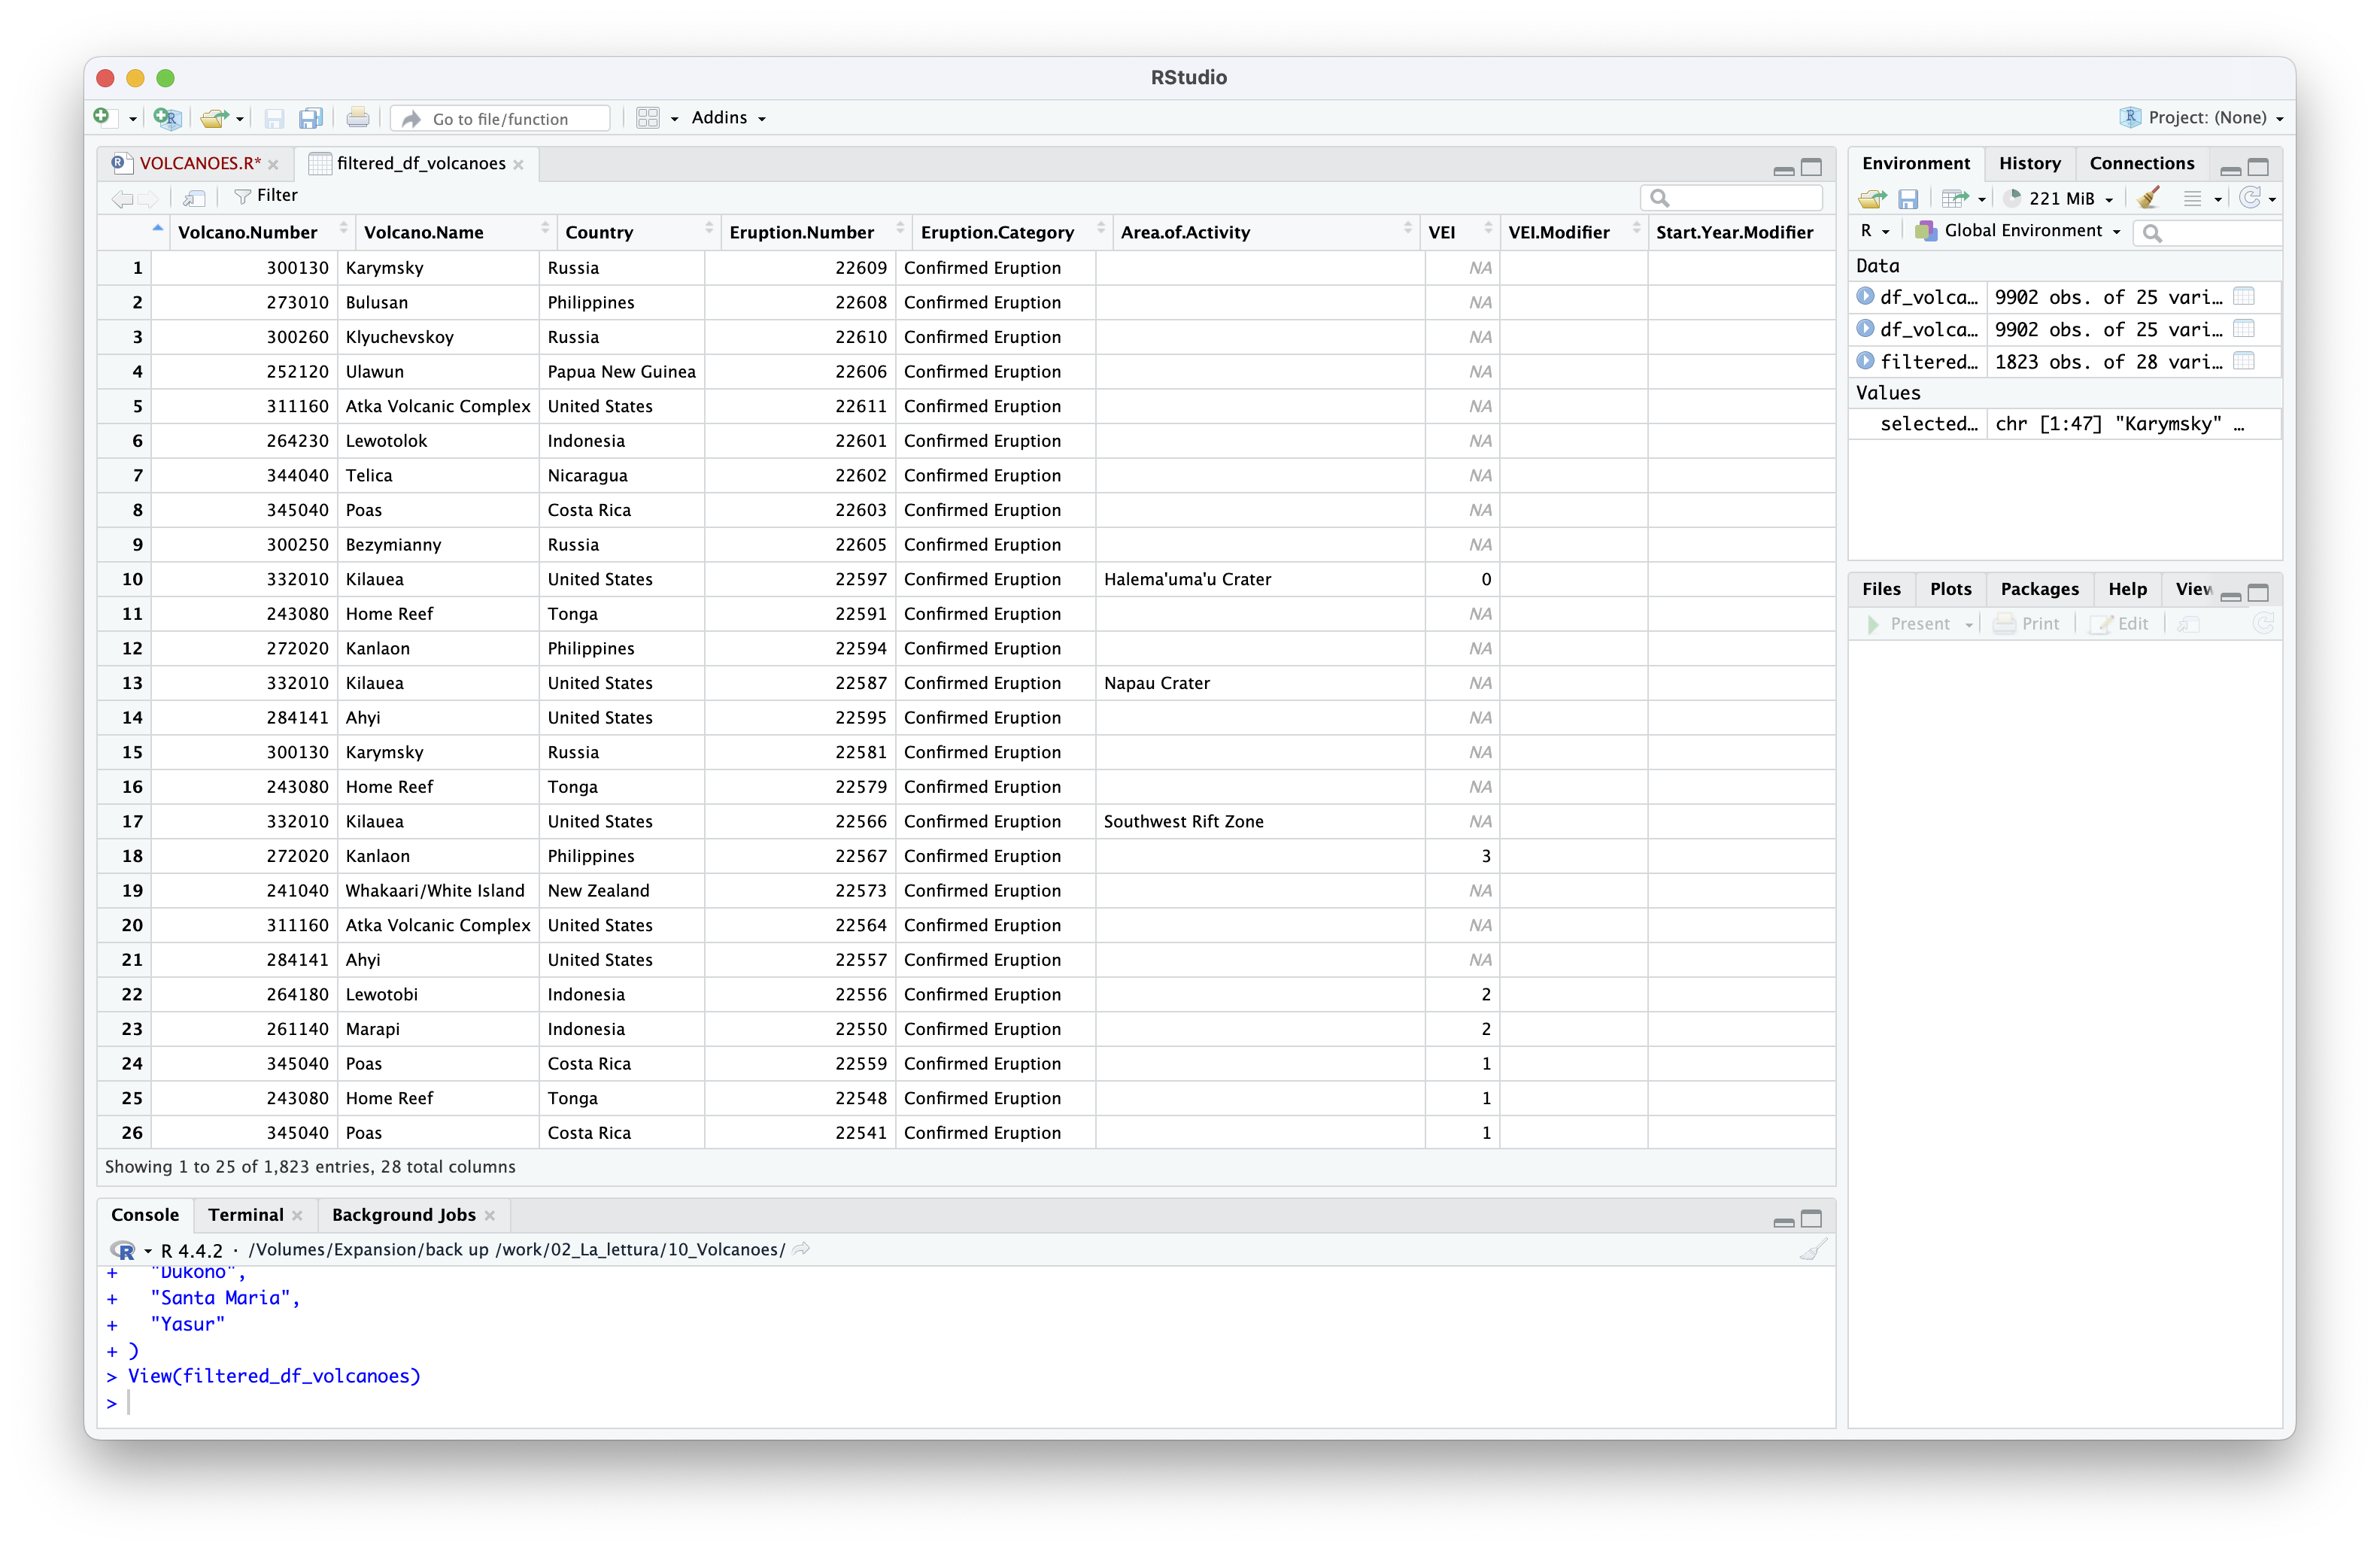 RStudio
Go to file/function Addins Project: (None)
VOLCANOES.R* filtered_df_volcanoes
Filter
Volcano.Number Volcano.Name Country Eruption.Number Eruption.Category Area.of.Activity VEI VEI.Modifier Start.Year.Modifier
1 300130 Karymsky Russia 22609 Confirmed Eruption NA
2 273010 Bulusan Philippines 22608 Confirmed Eruption NA
3 300260 Klyuchevskoy Russia 22610 Confirmed Eruption NA
4 252120 Ulawun Papua New Guinea 22606 Confirmed Eruption NA
5 311160 Atka Volcanic Complex United States 22611 Confirmed Eruption NA
6 264230 Lewotolok Indonesia 22601 Confirmed Eruption NA
7 344040 Telica Nicaragua 22602 Confirmed Eruption NA
8 345040 Poas Costa Rica 22603 Confirmed Eruption NA
9 300250 Bezymianny Russia 22605 Confirmed Eruption NA
10 332010 Kilauea United States 22597 Confirmed Eruption Halema'uma'u Crater 0
11 243080 Home Reef Tonga 22591 Confirmed Eruption NA
12 272020 Kanlaon Philippines 22594 Confirmed Eruption NA
13 332010 Kilauea United States 22587 Confirmed Eruption Napau Crater NA
14 284141 Ahyi United States 22595 Confirmed Eruption NA
15 300130 Karymsky Russia 22581 Confirmed Eruption NA
16 243080 Home Reef Tonga 22579 Confirmed Eruption NA
17 332010 Kilauea United States 22566 Confirmed Eruption Southwest Rift Zone NA
18 272020 Kanlaon Philippines 22567 Confirmed Eruption 3
19 241040 Whakaari/White Island New Zealand 22573 Confirmed Eruption NA
20 311160 Atka Volcanic Complex United States 22564 Confirmed Eruption NA
21 284141 Ahyi United States 22557 Confirmed Eruption NA
22 264180 Lewotobi Indonesia 22556 Confirmed Eruption 2
23 261140 Marapi Indonesia 22550 Confirmed Eruption 2
24 345040 Poas Costa Rica 22559 Confirmed Eruption 1
25 243080 Home Reef Tonga 22548 Confirmed Eruption 1
26 345040 Poas Costa Rica 22541 Confirmed Eruption 1
Showing 1 to 25 of 1,823 entries, 28 total columns
Console Terminal Background Jobs
R 4.4.2 · /Volumes/Expansion/back up /work/02_La_lettura/10_Volcanoes/
+ "Dukono",
+ "Santa Maria",
+ "Yasur"
+ )
> View(filtered_df_volcanoes)
>
Environment History Connections
221 MiB
R Global Environment
Data
df_volca… 9902 obs. of 25 vari…
df_volca… 9902 obs. of 25 vari…
filtered… 1823 obs. of 28 vari…
Values
selected… chr [1:47] "Karymsky" …
Files Plots Packages Help View
Present Print Edit